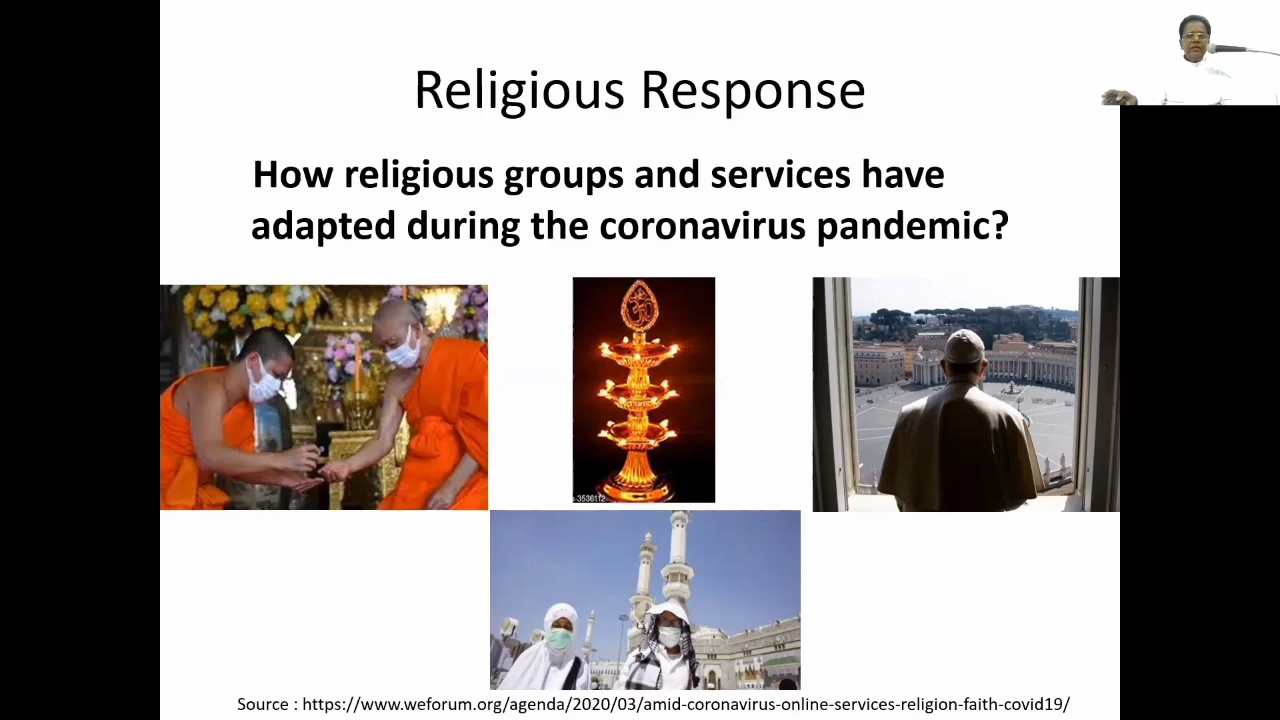 Religious Response
How religious groups and services have
adapted during the coronavirus pandemic?
-3536112
Source : https://www.weforum.org/agenda/2020/03/amid-coronavirus-online-services-religion-faith-covid19/